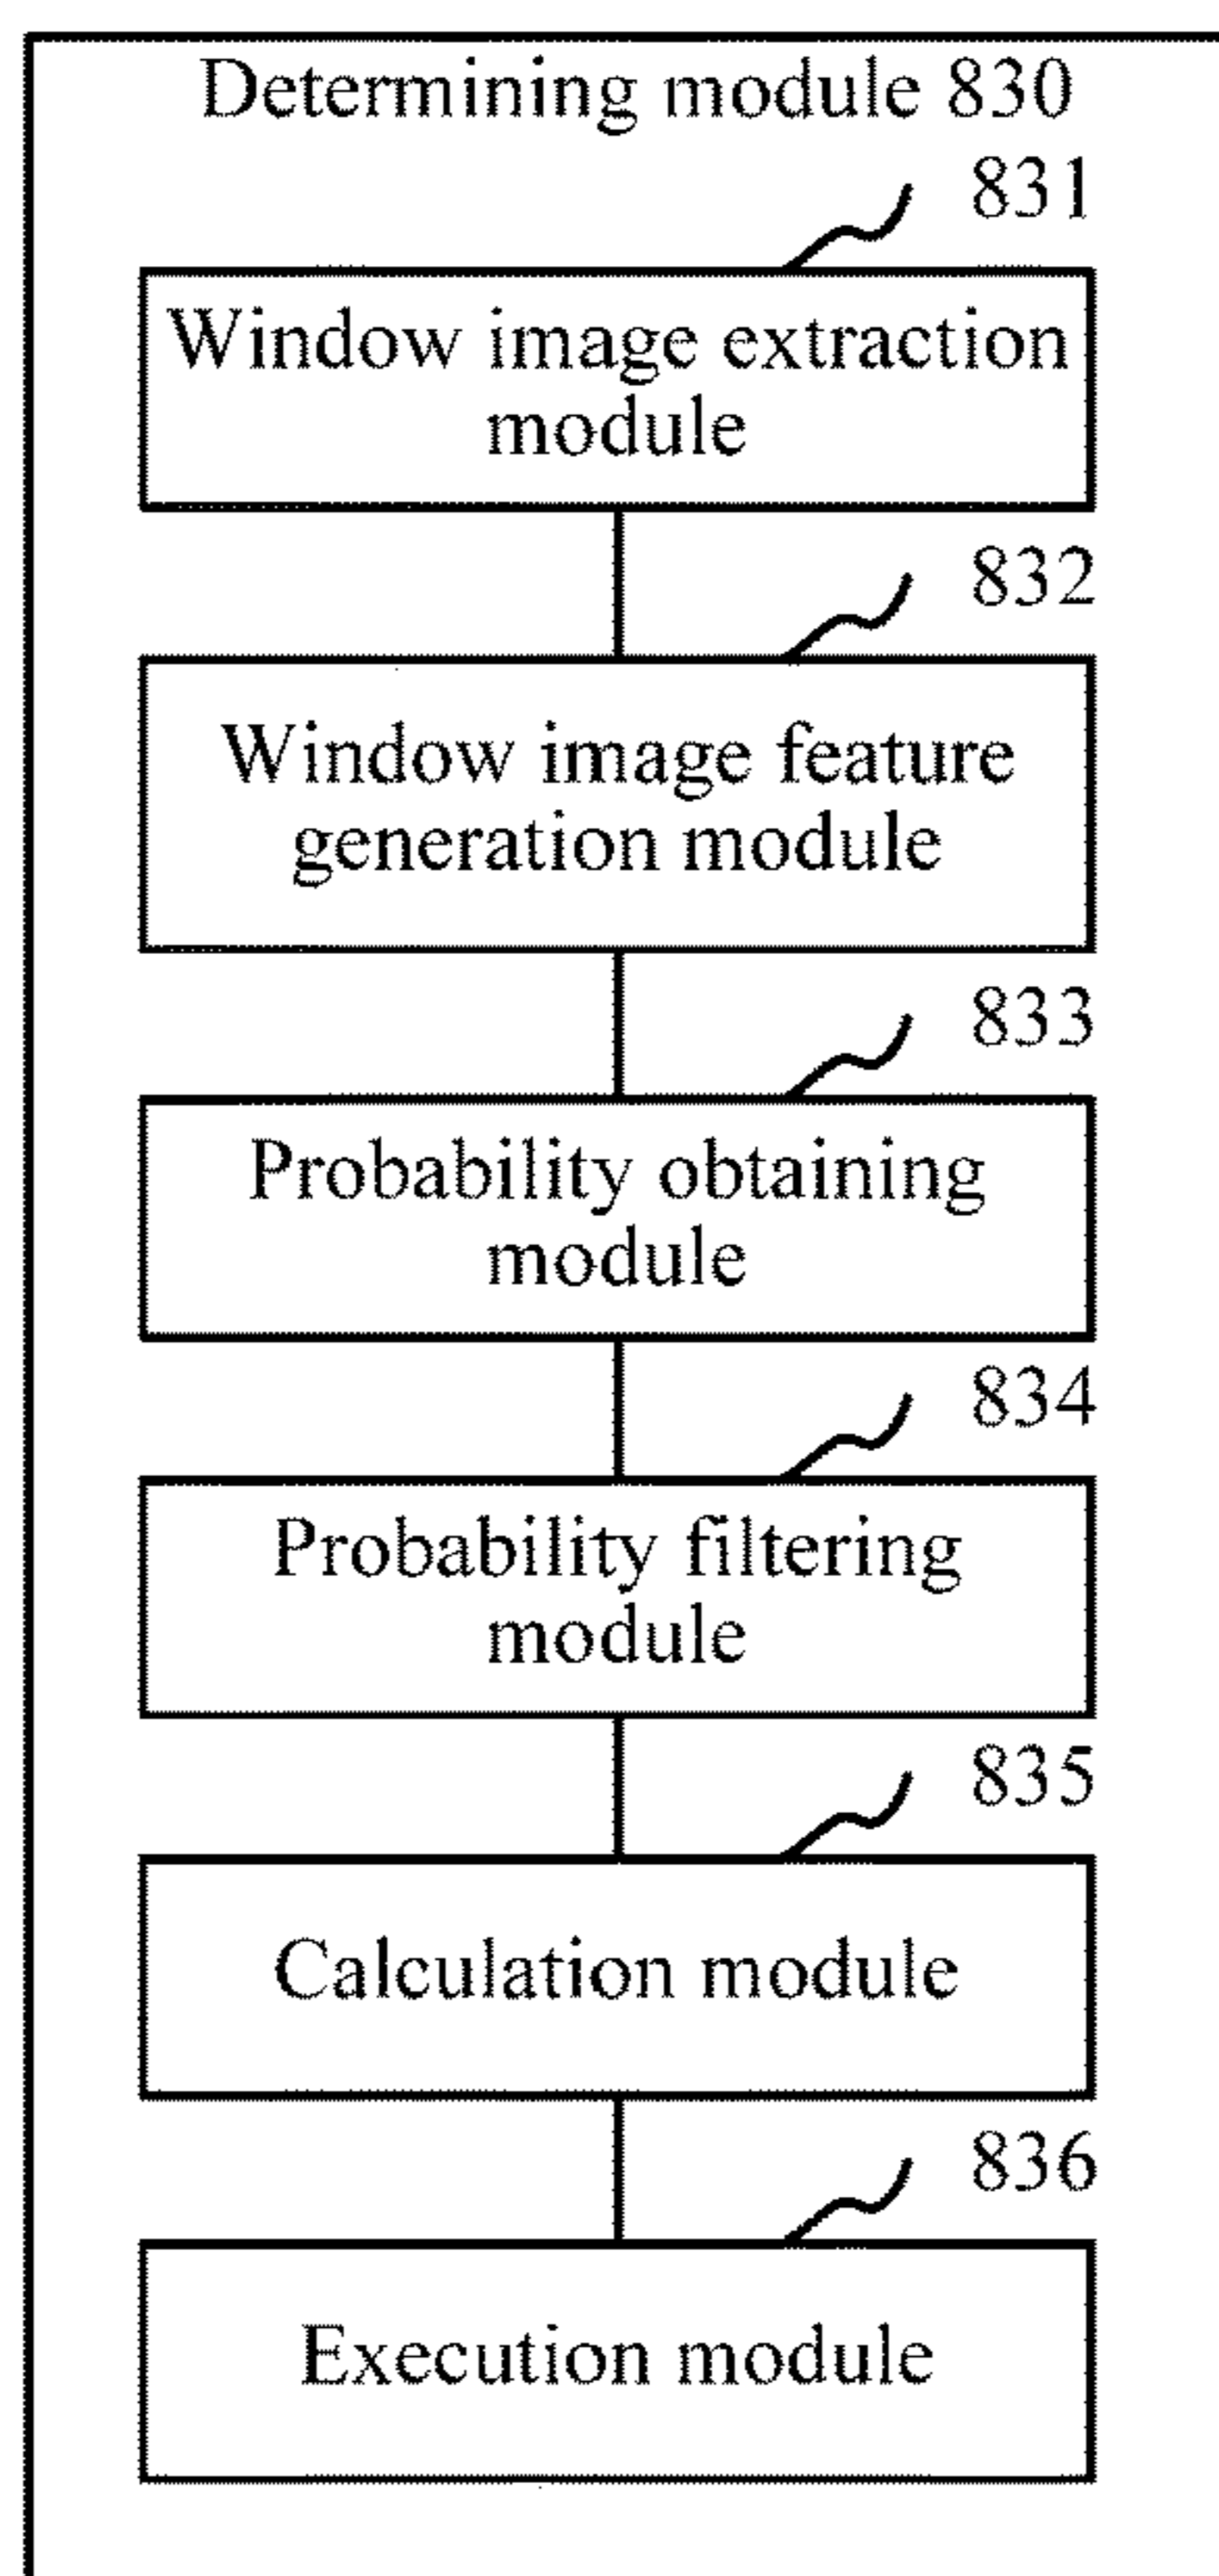 Determining module 830
831
Window image extraction
module
832
Window image feature
generation module
833
Probability obtaining
module
834
Probability filtering
module
835
Calculation module
836
Execution module